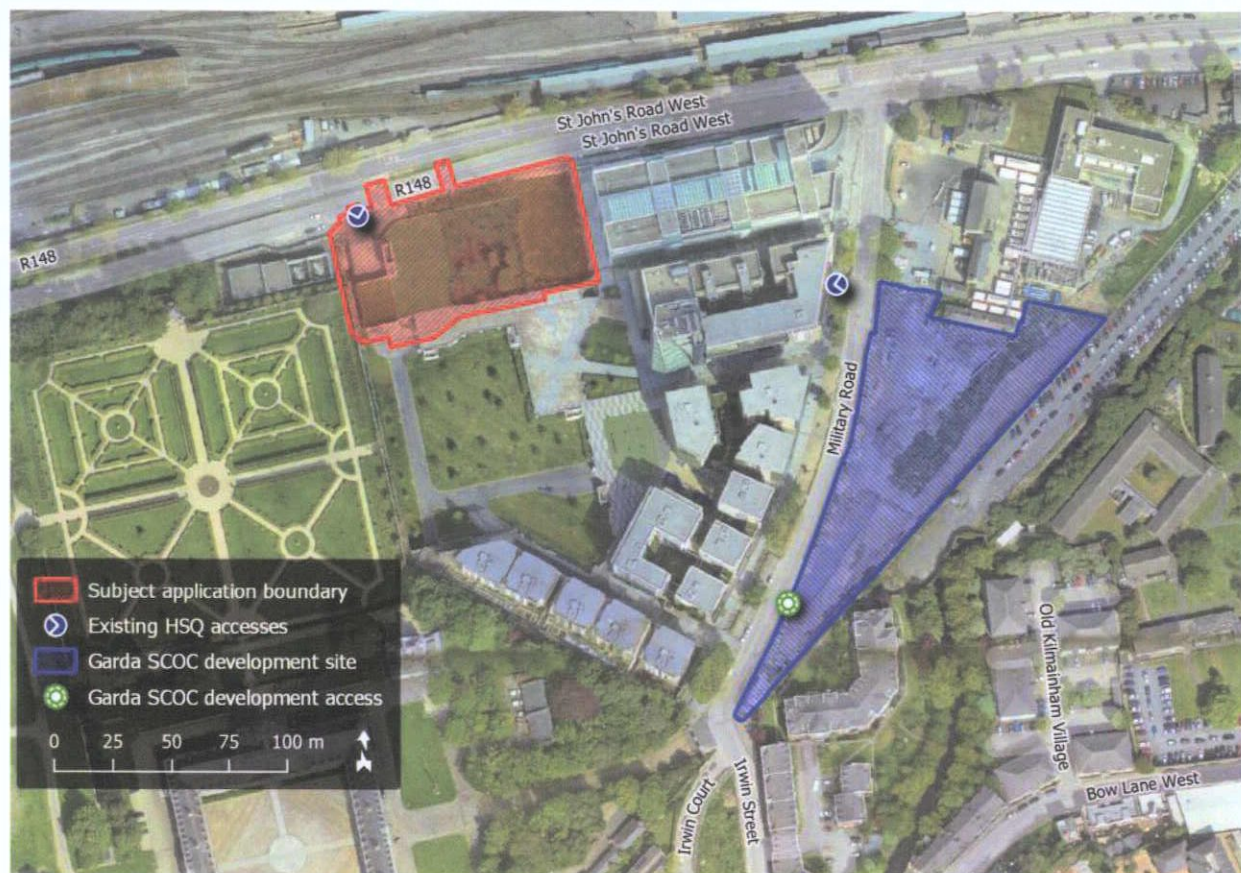 St John's Road West
St John's Road West
R148
R148
Military Road
Old Kilmainham Village
Bow Lane West
Irwin Street
Irwin Court
Subject application boundary
Existing HSQ accesses
Garda SCOC development site
Garda SCOC development access
0 25 50 75 100 m